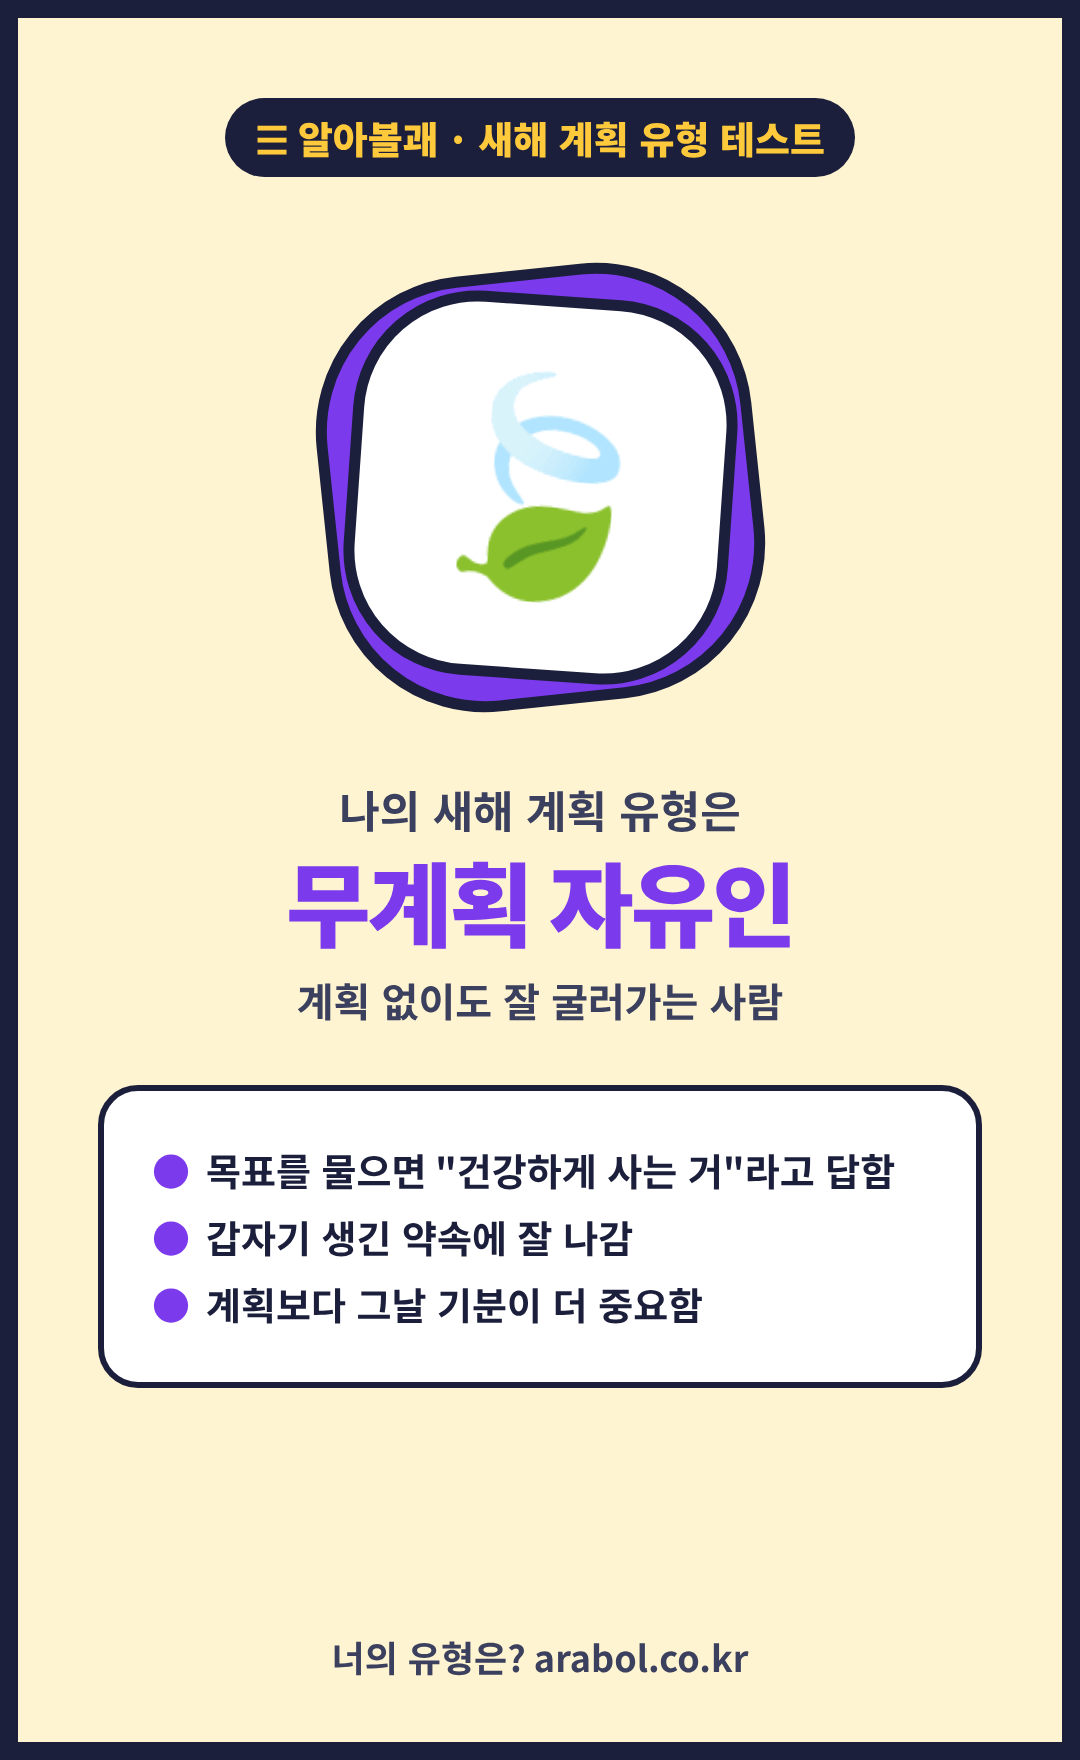 ☰ 알아볼괘 · 새해 계획 유형 테스트
나의 새해 계획 유형은
무계획 자유인
계획 없이도 잘 굴러가는 사람
목표를 물으면 "건강하게 사는 거"라고 답함
갑자기 생긴 약속에 잘 나감
계획보다 그날 기분이 더 중요함
너의 유형은? arabol.co.kr